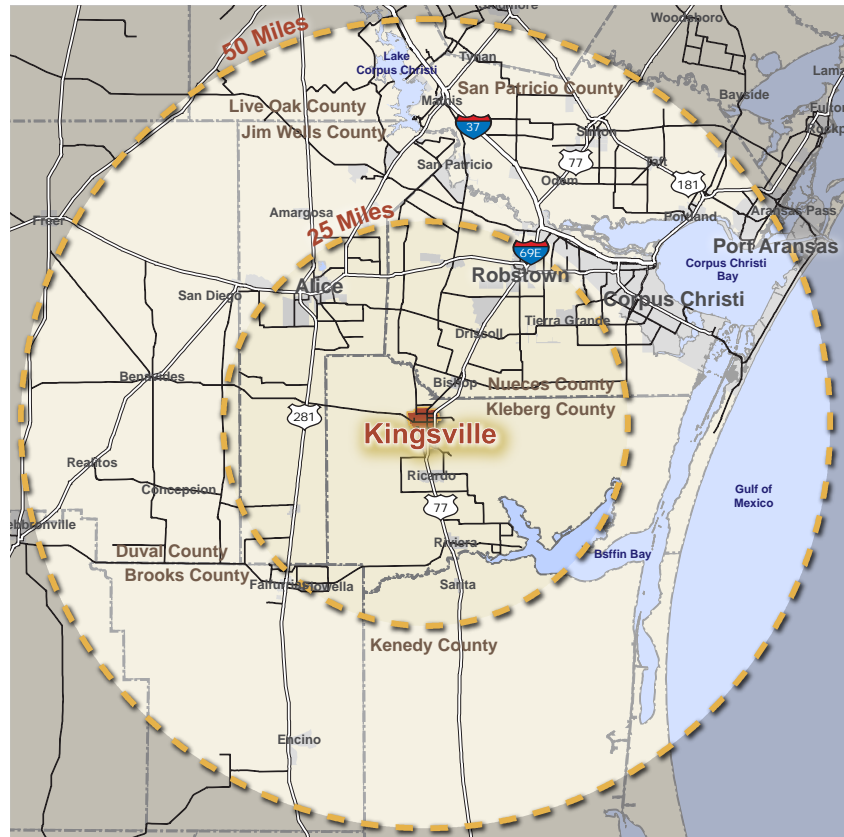 Woodsboro
50 Miles
Lake
Corpus Christi
Tynan
San Patricio County
Bayside
Mathis
Live Oak County
Jim Wells County
37
Sinton
77
Taft
San Patricio
Odem
181
Amargosa
Portland
Aransas Pass
Freer
25 Miles
Port Aransas
69E
Robstown
Corpus Christi
Bay
Alice
San Diego
Corpus Christi
Driscoll
Tierra Grande
Benavides
Bishop
Nueces County
281
Kleberg County
Kingsville
Realitos
Ricardo
Concepcion
77
Gulf of
Mexico
Riviera
Duval County
Bsffin Bay
Brooks County
Sarita
Kenedy County
Encino